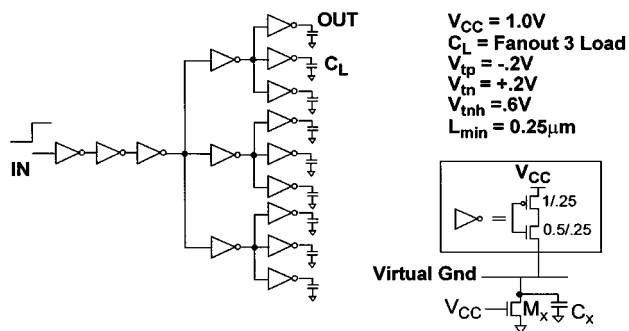 OUT
C_L
IN
V_CC = 1.0V
C_L = Fanout 3 Load
V_tp = -.2V
V_tn = +.2V
V_tnh =.6V
L_min = 0.25μm
V_CC
1/.25
=
0.5/.25
Virtual Gnd
V_CC
M_X
C_X